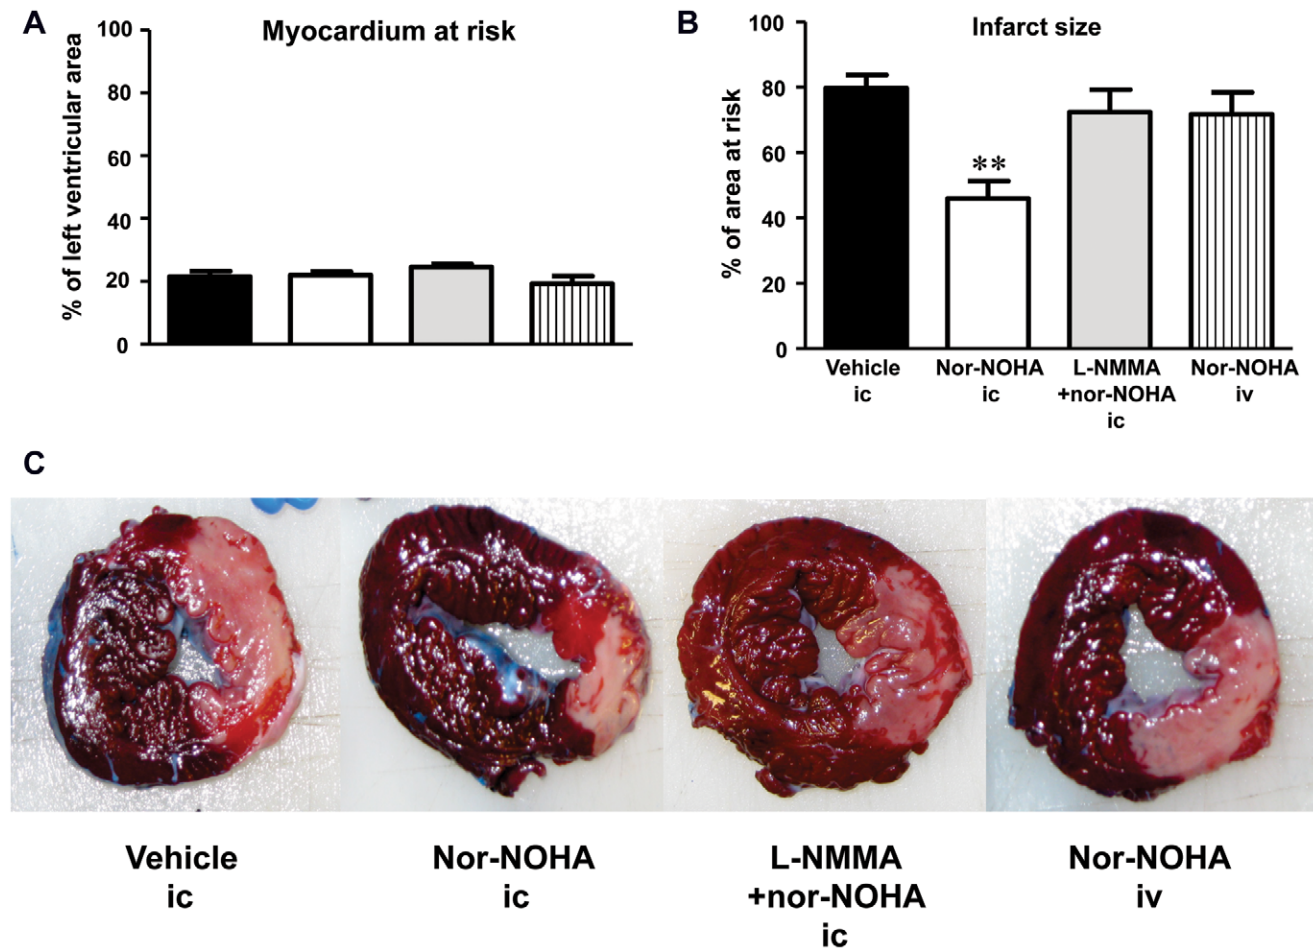 A
Myocardium at risk
% of left ventricular area
100
80
60
40
20
0
B
Infarct size
% of area at risk
100
80
60
40
20
0
**
Vehicle
ic
Nor-NOHA
ic
L-NMMA
+nor-NOHA
ic
Nor-NOHA
iv
C
Vehicle
ic
Nor-NOHA
ic
L-NMMA
+nor-NOHA
ic
Nor-NOHA
iv